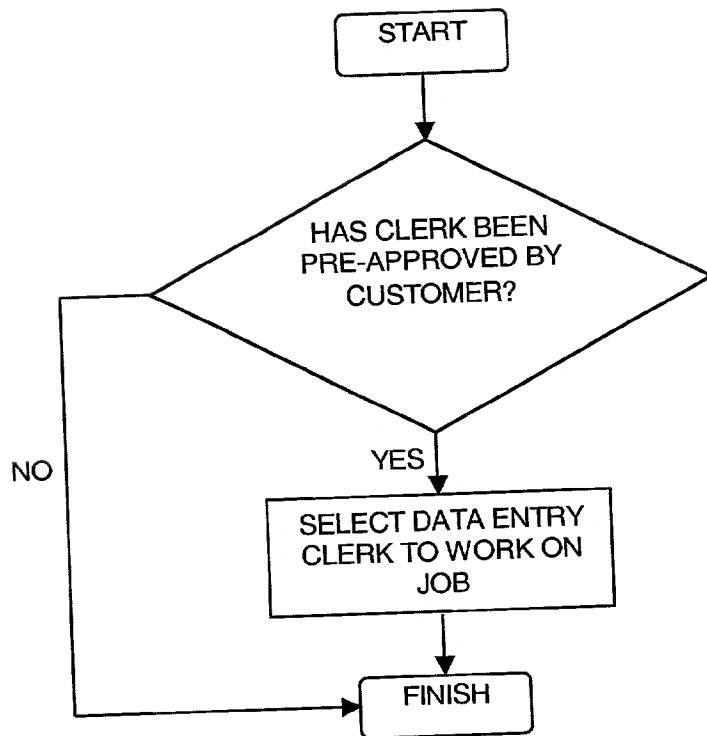 START
HAS CLERK BEEN
PRE-APPROVED BY
CUSTOMER?
NO
YES
SELECT DATA ENTRY
CLERK TO WORK ON
JOB
FINISH